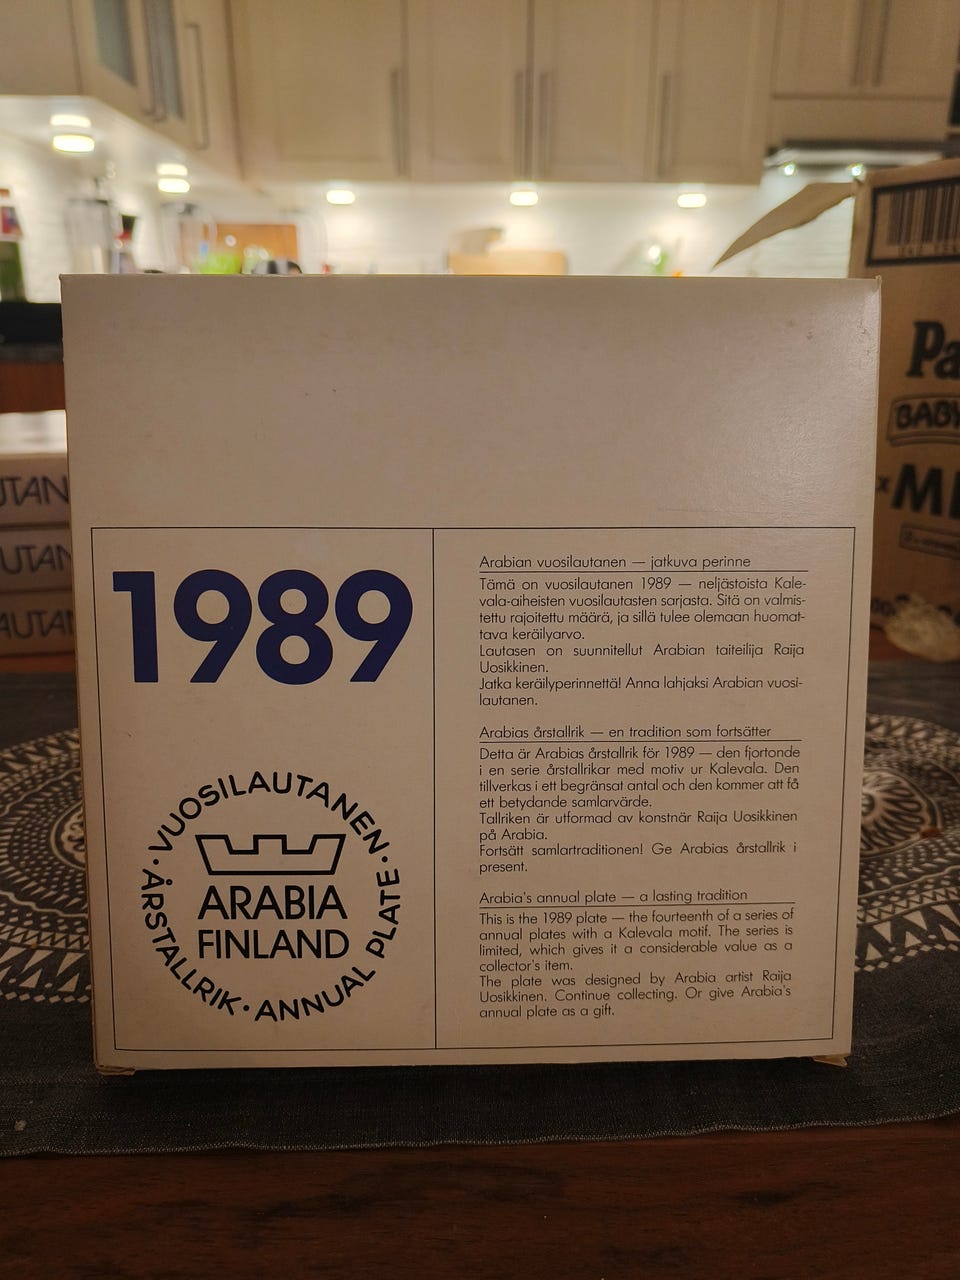 1989
VUOSILAUTANEN · ÅRSTALLRIK · ANNUAL PLATE ·
ARABIA
FINLAND
Arabian vuosilautanen — jatkuva perinne
Tämä on vuosilautanen 1989 — neljästoista Kale-
vala-aiheisten vuosilautasten sarjasta. Sitä on valmis-
tettu rajoitettu määrä, ja sillä tulee olemaan huomat-
tava keräilyarvo.
Lautasen on suunnitellut Arabian taiteilija Raija
Uosikkinen.
Jatka keräilyperinnettä! Anna lahjaksi Arabian vuosi-
lautanen.
Arabias årstallrik — en tradition som fortsätter
Detta är Arabias årstallrik för 1989 — den fjortonde
i en serie årstallrikar med motiv ur Kalevala. Den
tillverkas i ett begränsat antal och den kommer att få
ett betydande samlarvärde.
Tallriken är utformad av konstnär Raija Uosikkinen
på Arabia.
Fortsätt samlartraditionen! Ge Arabias årstallrik i
present.
Arabia's annual plate — a lasting tradition
This is the 1989 plate — the fourteenth of a series of
annual plates with a Kalevala motif. The series is
limited, which gives it a considerable value as a
collector's item.
The plate was designed by Arabia artist Raija
Uosikkinen. Continue collecting. Or give Arabia's
annual plate as a gift.
UTAN
UTAN
AUTAN
Pa
BABY